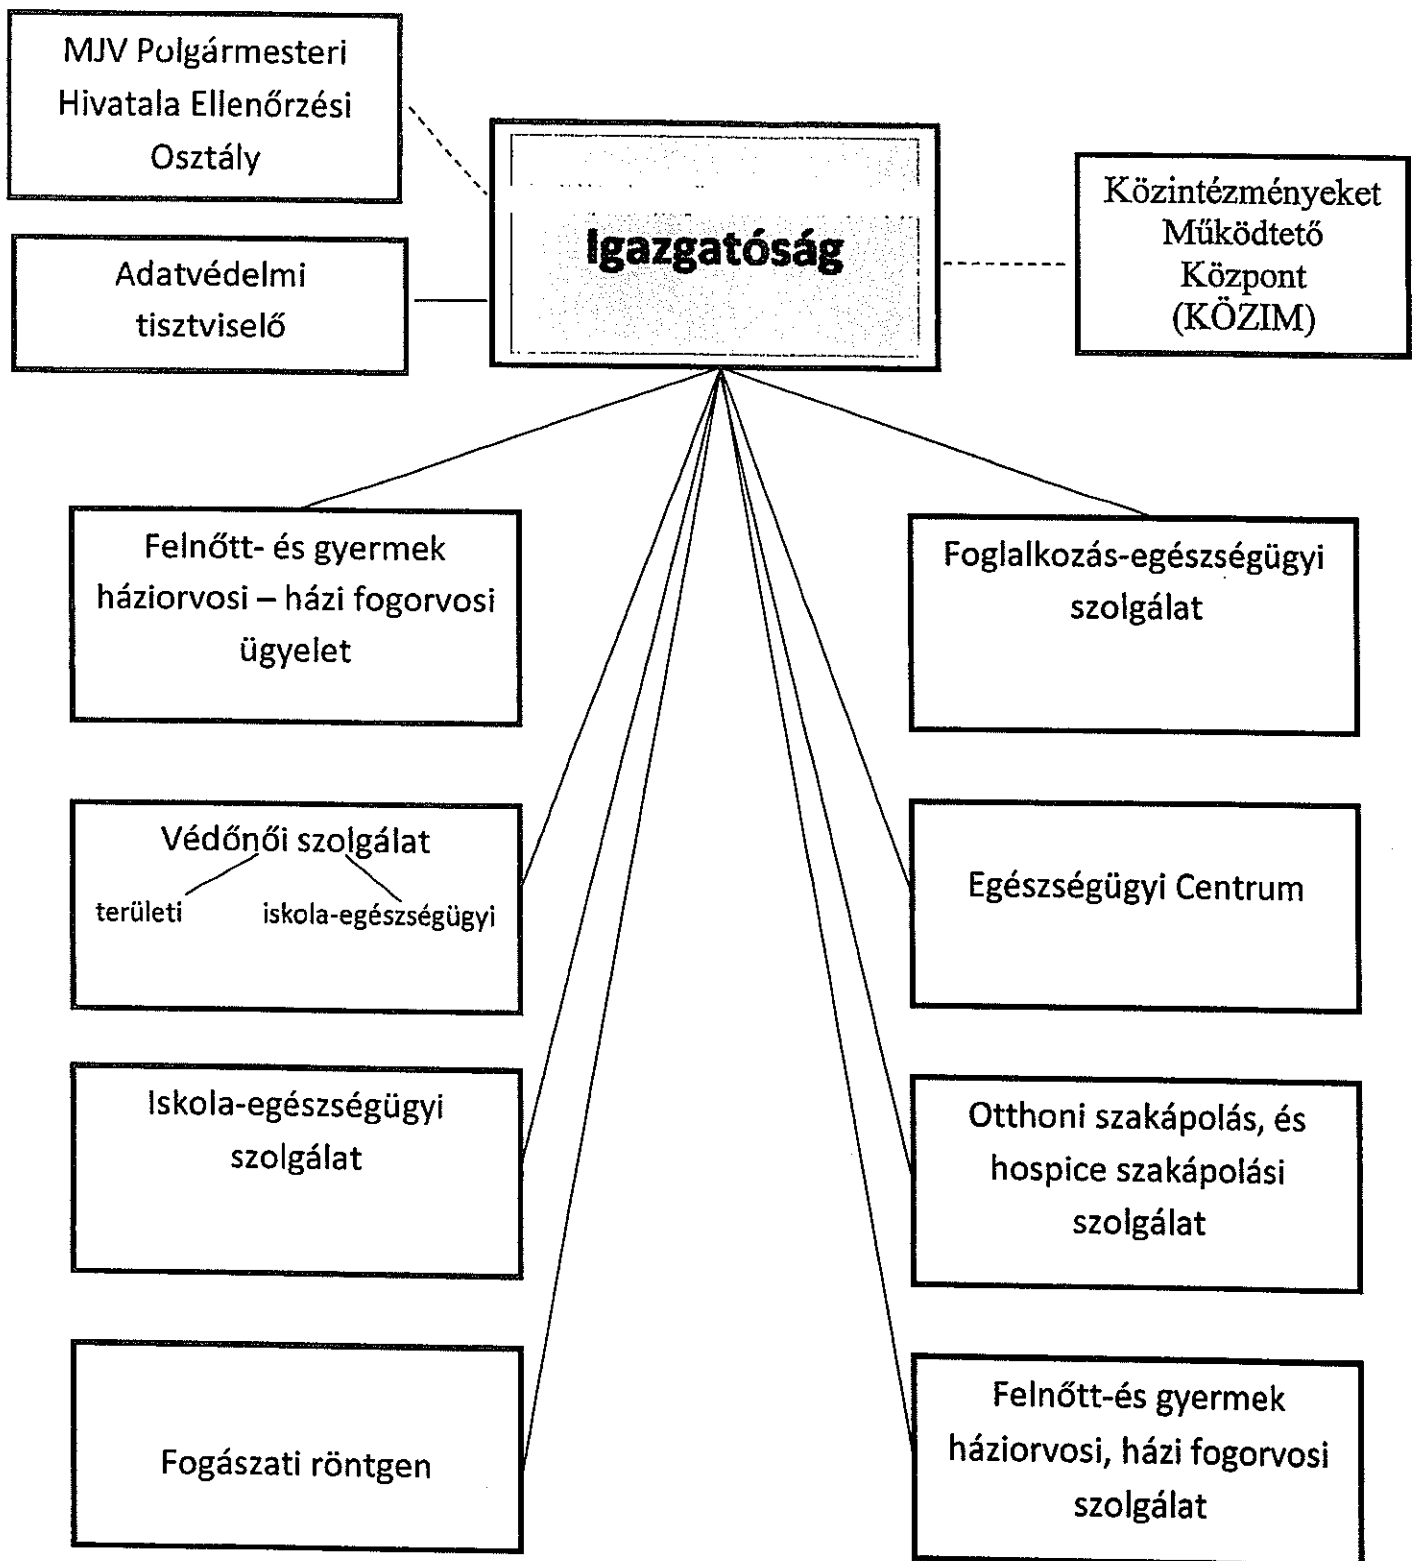 MJV Polgármesteri
Hivatala Ellenőrzési
Osztály
Adatvédelmi
tisztviselő
Igazgatóság
Közintézményeket
Működtető
Központ
(KÖZIM)
Felnőtt- és gyermek
háziorvosi – házi fogorvosi
ügyelet
Foglalkozás-egészségügyi
szolgálat
Védőnői szolgálat
területi iskola-egészségügyi
Egészségügyi Centrum
Iskola-egészségügyi
szolgálat
Otthoni szakápolás, és
hospice szakápolási
szolgálat
Fogászati röntgen
Felnőtt-és gyermek
háziorvosi, házi fogorvosi
szolgálat